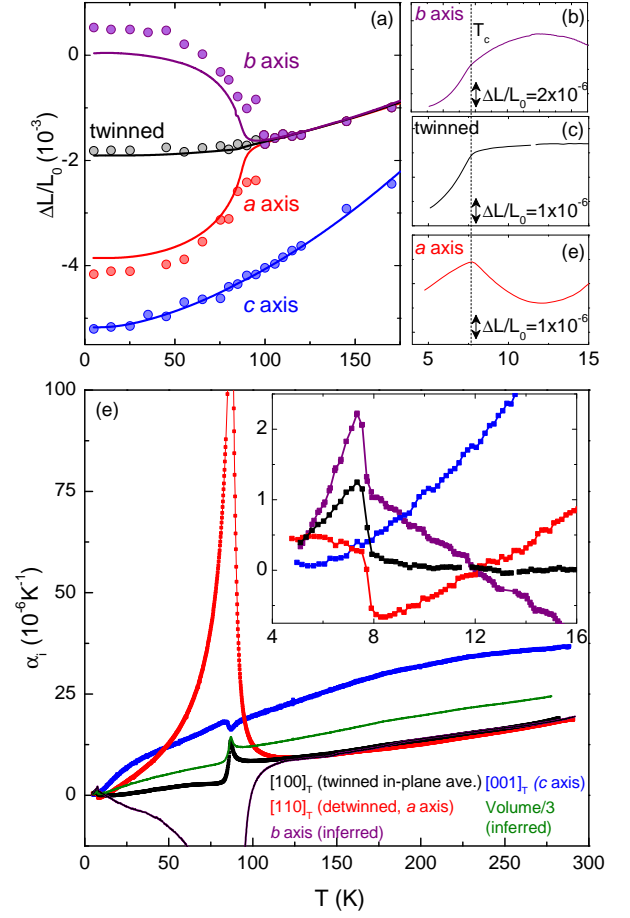 (a)
b axis
twinned
a axis
c axis
ΔL/L0 (10-3)
0
-2
-4
0
50
100
150
b axis
(b)
Tc
ΔL/L0=2x10-6
twinned
(c)
ΔL/L0=1x10-6
a axis
(e)
ΔL/L0=1x10-6
5
10
15
(e)
αi (10-6K-1)
100
75
50
25
0
2
1
0
4
8
12
16
[100]T (twinned in-plane ave.)
[001]T (c axis)
[110]T (detwinned, a axis)
Volume/3
b axis (inferred)
(inferred)
0
50
100
150
200
250
300
T (K)